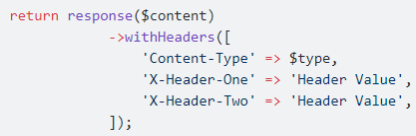 return response($content)
            ->withHeaders([
                'Content-Type' => $type,
                'X-Header-One' => 'Header Value',
                'X-Header-Two' => 'Header Value',
            ]);